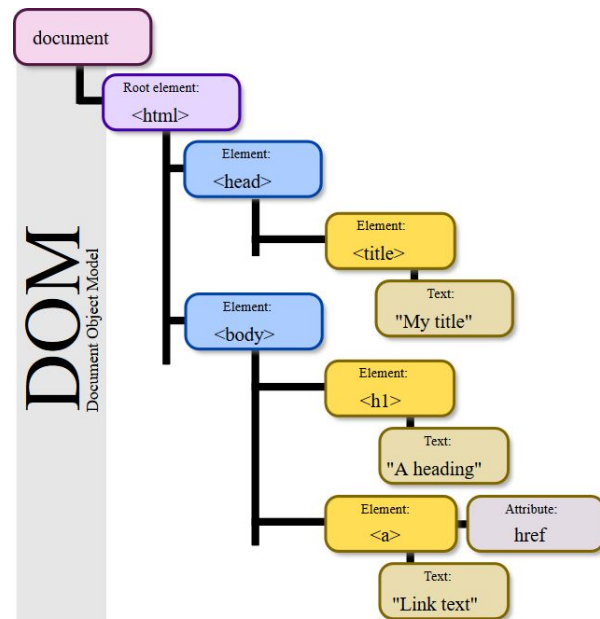 document
Root element:
<html>
Element:
<head>
Element:
<title>
Text:
"My title"
Element:
<body>
Element:
<h1>
Text:
"A heading"
Element:
<a>
Attribute:
href
Text:
"Link text"
DOM
Document Object Model